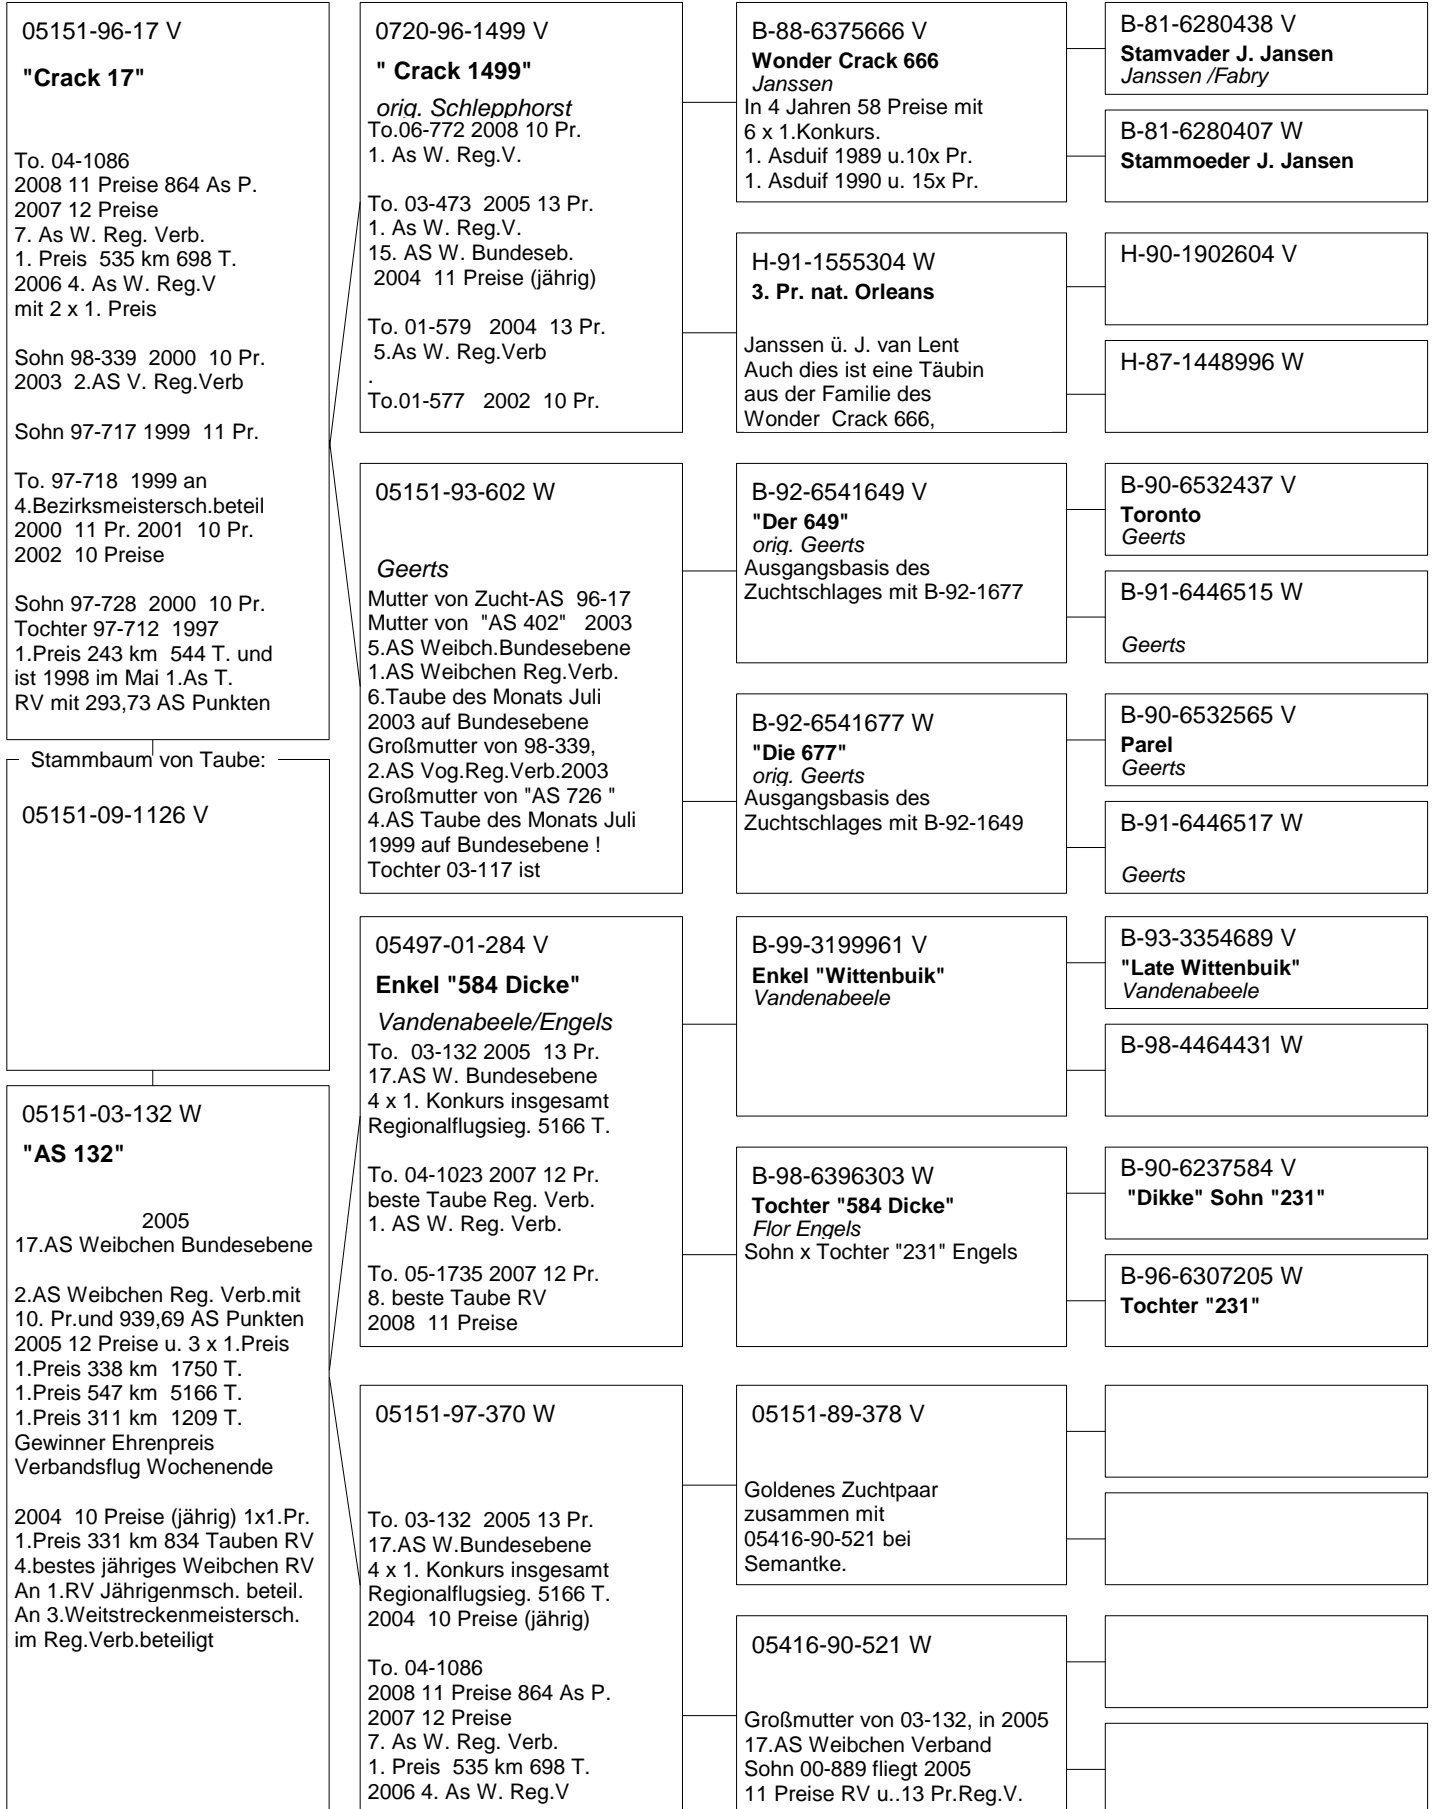 05151-96-17 V
"Crack 17"
To. 04-1086
2008 11 Preise 864 As P.
2007 12 Preise
7. As W. Reg. Verb.
1. Preis  535 km 698 T.
2006 4. As W. Reg.V
mit 2 x 1. Preis
Sohn 98-339  2000  10 Pr.
2003  2.AS V. Reg.Verb
Sohn 97-717 1999  11 Pr.
To. 97-718  1999 an
4.Bezirksmeistersch.beteil
2000  11 Pr. 2001  10 Pr.
2002  10 Preise
Sohn 97-728  2000  10 Pr.
Tochter 97-712  1997
1.Preis 243 km  544 T. und
ist 1998 im Mai 1.As T.
RV mit 293,73 AS Punkten
Stammbaum von Taube:
05151-09-1126 V
05151-03-132 W
"AS 132"
2005
17.AS Weibchen Bundesebene
2.AS Weibchen Reg. Verb.mit
10. Pr.und 939,69 AS Punkten
2005 12 Preise u. 3 x 1.Preis
1.Preis 338 km  1750 T.
1.Preis 547 km  5166 T.
1.Preis 311 km  1209 T.
Gewinner Ehrenpreis
Verbandsflug Wochenende
2004  10 Preise (jährig) 1x1.Pr.
1.Preis 331 km 834 Tauben RV
4.bestes jähriges Weibchen RV
An 1.RV Jährigenmsch. beteil.
An 3.Weitstreckenmeistersch.
im Reg.Verb.beteiligt
0720-96-1499 V
" Crack 1499"
orig. Schlepphorst
To.06-772 2008 10 Pr.
1. As W. Reg.V.
To. 03-473  2005 13 Pr.
1. As W. Reg.V.
15. AS W. Bundeseb.
2004  11 Preise (jährig)
To. 01-579   2004  13 Pr.
5.As W. Reg.Verb
.
To.01-577   2002  10 Pr.
05151-93-602 W
Geerts
Mutter von Zucht-AS  96-17
Mutter von  "AS 402"   2003
5.AS Weibch.Bundesebene
1.AS Weibchen Reg.Verb.
6.Taube des Monats Juli
2003 auf Bundesebene
Großmutter von 98-339,
2.AS Vog.Reg.Verb.2003
Großmutter von "AS 726 "
4.AS Taube des Monats Juli
1999 auf Bundesebene !
Tochter 03-117 ist
05497-01-284 V
Enkel "584 Dicke"
Vandenabeele/Engels
To.  03-132 2005  13 Pr.
17.AS W. Bundesebene
4 x 1. Konkurs insgesamt
Regionalflugsieg. 5166 T.
To. 04-1023 2007 12 Pr.
beste Taube Reg. Verb.
1. AS W. Reg. Verb.
To. 05-1735 2007 12 Pr.
8. beste Taube RV
2008  11 Preise
05151-97-370 W
To. 03-132  2005 13 Pr.
17.AS W.Bundesebene
4 x 1. Konkurs insgesamt
Regionalflugsieg. 5166 T.
2004  10 Preise (jährig)
To. 04-1086
2008 11 Preise 864 As P.
2007 12 Preise
7. As W. Reg. Verb.
1. Preis  535 km 698 T.
2006 4. As W. Reg.V
B-88-6375666 V
Wonder Crack 666
Janssen
In 4 Jahren 58 Preise mit
6 x 1.Konkurs.
1. Asduif 1989 u.10x Pr.
1. Asduif 1990 u. 15x Pr.
H-91-1555304 W
3. Pr. nat. Orleans
Janssen ü. J. van Lent
Auch dies ist eine Täubin
aus der Familie des
Wonder  Crack 666,
B-92-6541649 V
"Der 649"
orig. Geerts
Ausgangsbasis des
Zuchtschlages mit B-92-1677
B-92-6541677 W
"Die 677"
orig. Geerts
Ausgangsbasis des
Zuchtschlages mit B-92-1649
B-99-3199961 V
Enkel "Wittenbuik"
Vandenabeele
B-98-6396303 W
Tochter "584 Dicke"
Flor Engels
Sohn x Tochter "231" Engels
05151-89-378 V
Goldenes Zuchtpaar
zusammen mit
05416-90-521 bei
Semantke.
05416-90-521 W
Großmutter von 03-132, in 2005
17.AS Weibchen Verband
Sohn 00-889 fliegt 2005
11 Preise RV u..13 Pr.Reg.V.
B-81-6280438 V
Stamvader J. Jansen
Janssen /Fabry
B-81-6280407 W
Stammoeder J. Jansen
H-90-1902604 V
H-87-1448996 W
B-90-6532437 V
Toronto
Geerts
B-91-6446515 W
Geerts
B-90-6532565 V
Parel
Geerts
B-91-6446517 W
Geerts
B-93-3354689 V
"Late Wittenbuik"
Vandenabeele
B-98-4464431 W
B-90-6237584 V
"Dikke" Sohn "231"
B-96-6307205 W
Tochter "231"